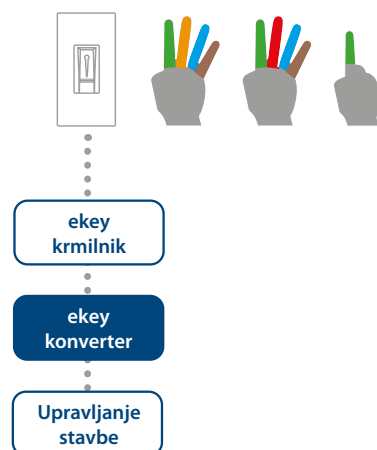 ekey
krmilnik
ekey
konverter
Upravljanje
stavbe